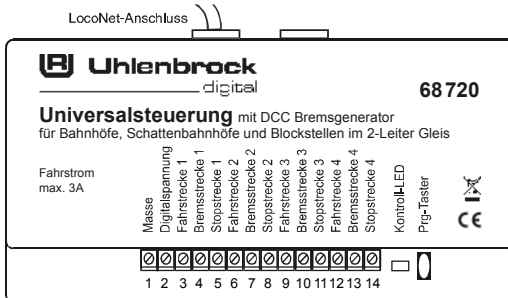 LocoNet-Anschluss
Uhlenbrock
digital
68720
Universalsteuerung mit DCC Bremsgenerator
für Bahnhöfe, Schattenbahnhöfe und Blockstellen im 2-Leiter Gleis
Fahrstrom
max. 3A
Masse
Digitalspannung
Fahrstrecke 1
Bremsstrecke 1
Stopstrecke 1
Fahrstrecke 2
Bremsstrecke 2
Stopstrecke 2
Fahrstrecke 3
Bremsstrecke 3
Stopstrecke 3
Fahrstrecke 4
Bremsstrecke 4
Stopstrecke 4
Kontroll-LED
Prg-Taster
CE
1 2 3 4 5 6 7 8 9 10 11 12 13 14